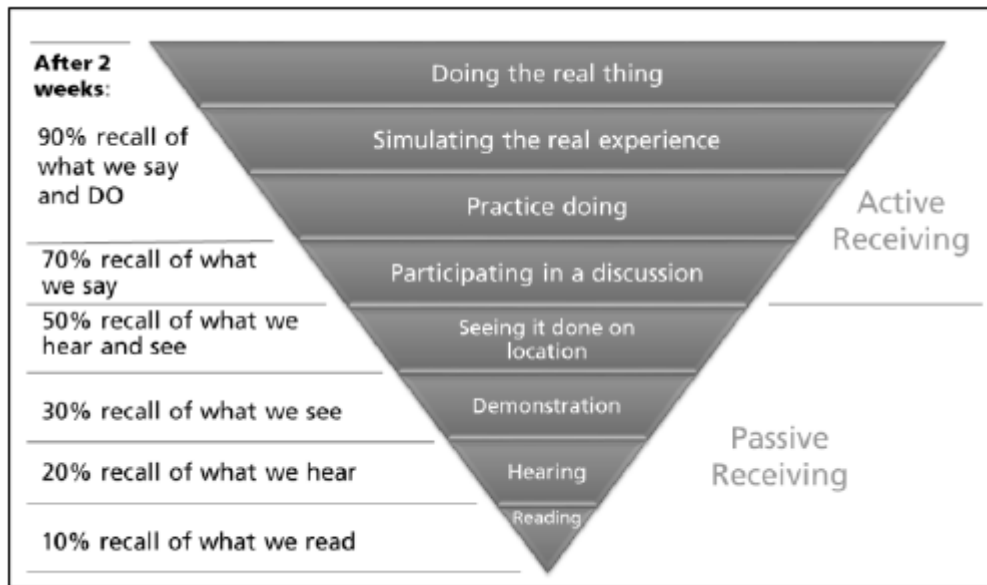 After 2
weeks:
90% recall of
what we say
and DO
70% recall of what
we say
50% recall of what we
hear and see
30% recall of what we see
20% recall of what we hear
10% recall of what we read
Doing the real thing
Simulating the real experience
Practice doing
Participating in a discussion
Seeing it done on
location
Demonstration
Hearing
Reading
Active
Receiving
Passive
Receiving